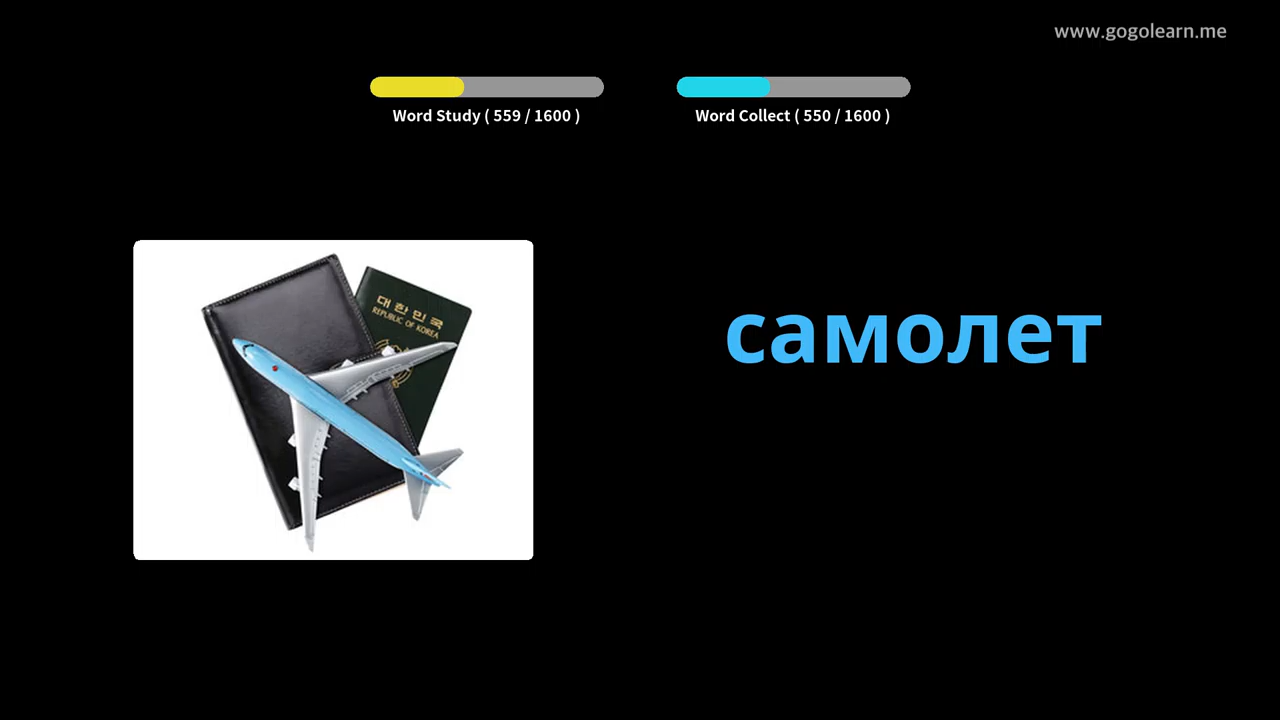 www.gogolearn.me
Word Study ( 559 / 1600 )
Word Collect ( 550 / 1600 )
대한민국
REPUBLIC OF KOREA
самолет